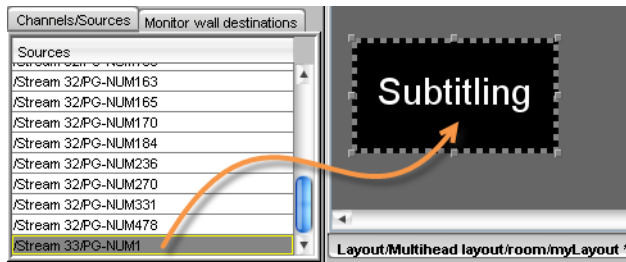 Channels/Sources
Monitor wall destinations
Sources
/Stream 32/PG-NUM163
/Stream 32/PG-NUM165
/Stream 32/PG-NUM170
/Stream 32/PG-NUM184
/Stream 32/PG-NUM236
/Stream 32/PG-NUM270
/Stream 32/PG-NUM331
/Stream 32/PG-NUM478
/Stream 33/PG-NUM1
Subtitling
Layout/Multihead layout/room/myLayout *